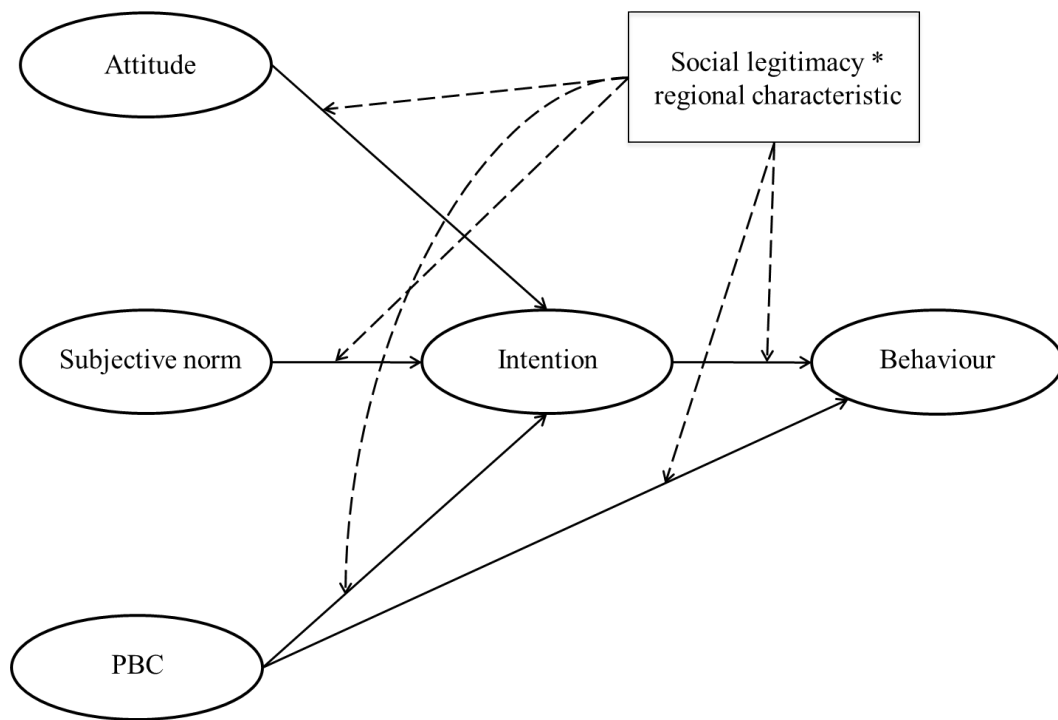 Attitude
Social legitimacy *
regional characteristic
Subjective norm
Intention
Behaviour
PBC